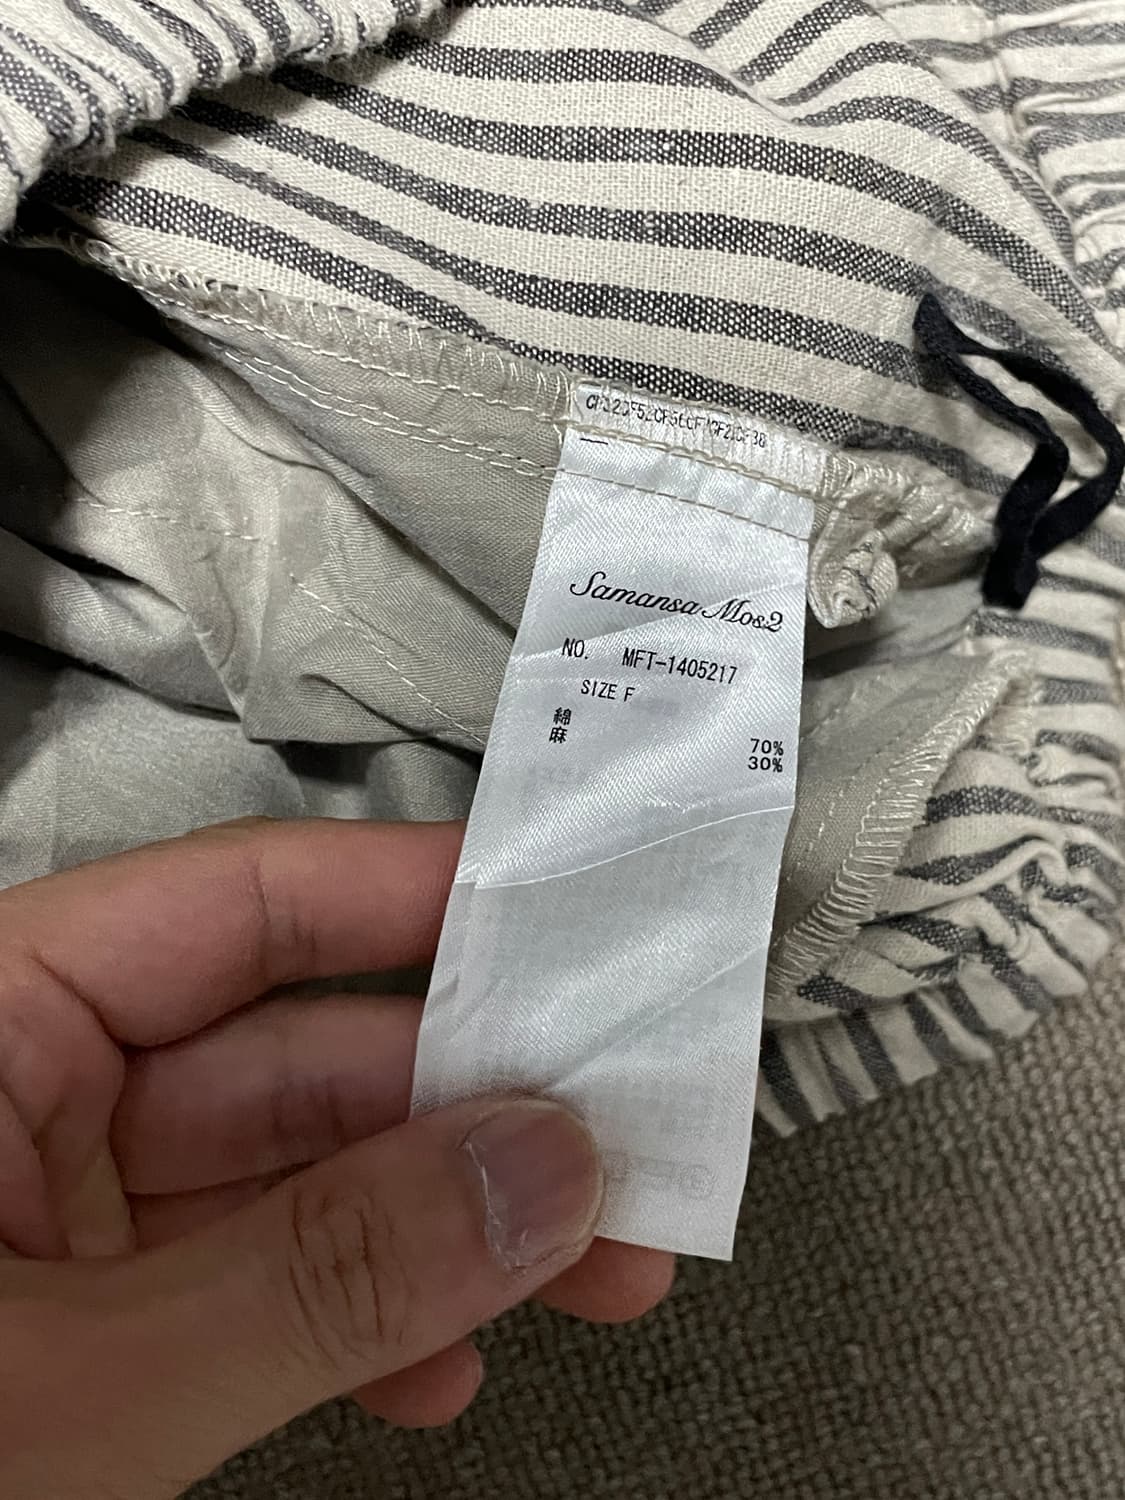 Samansa Mos2
NO. MFT-1405217
SIZE F
綿 70%
麻 30%